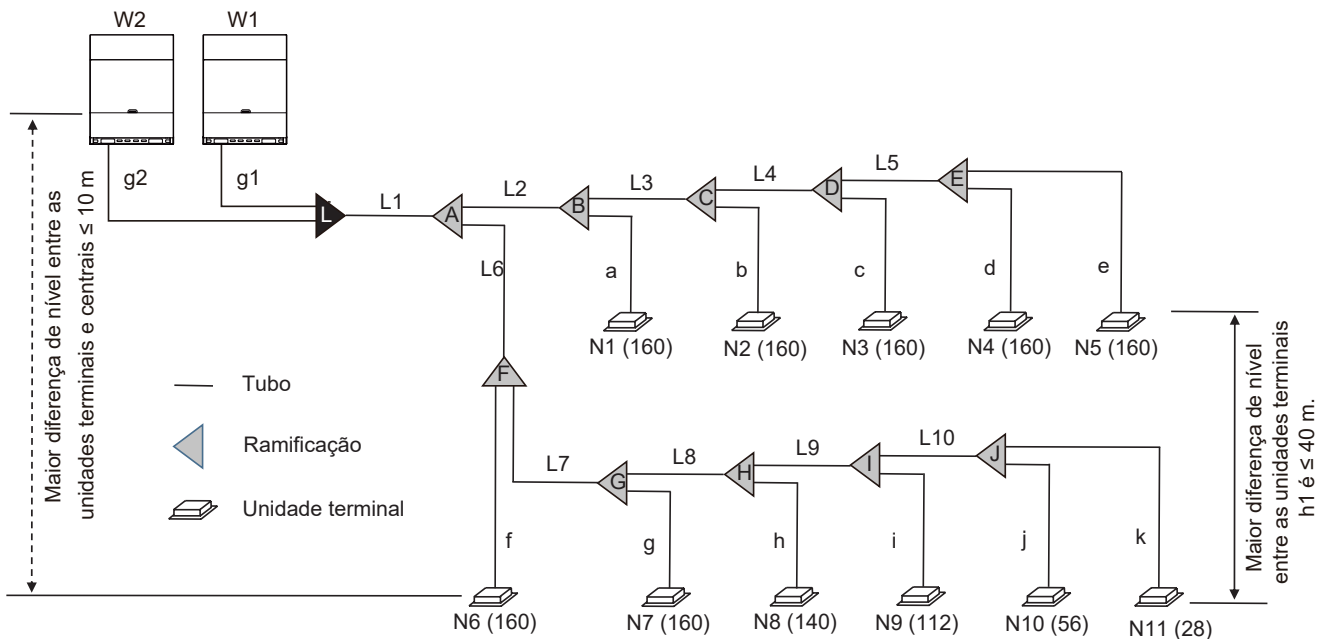 W2
W1
g2
g1
L
L1
A
L2
B
L3
C
L4
D
L5
E
L6
a
b
c
d
e
N1 (160)
N2 (160)
N3 (160)
N4 (160)
N5 (160)
Maior diferença de nível entre as
unidades terminais e centrais ≤ 10 m
Tubo
Ramificação
Unidade terminal
F
L7
G
L8
H
L9
I
L10
J
f
g
h
i
j
k
N6 (160)
N7 (160)
N8 (140)
N9 (112)
N10 (56)
N11 (28)
Maior diferença de nível
entre as unidades terminais
h1 é ≤ 40 m.